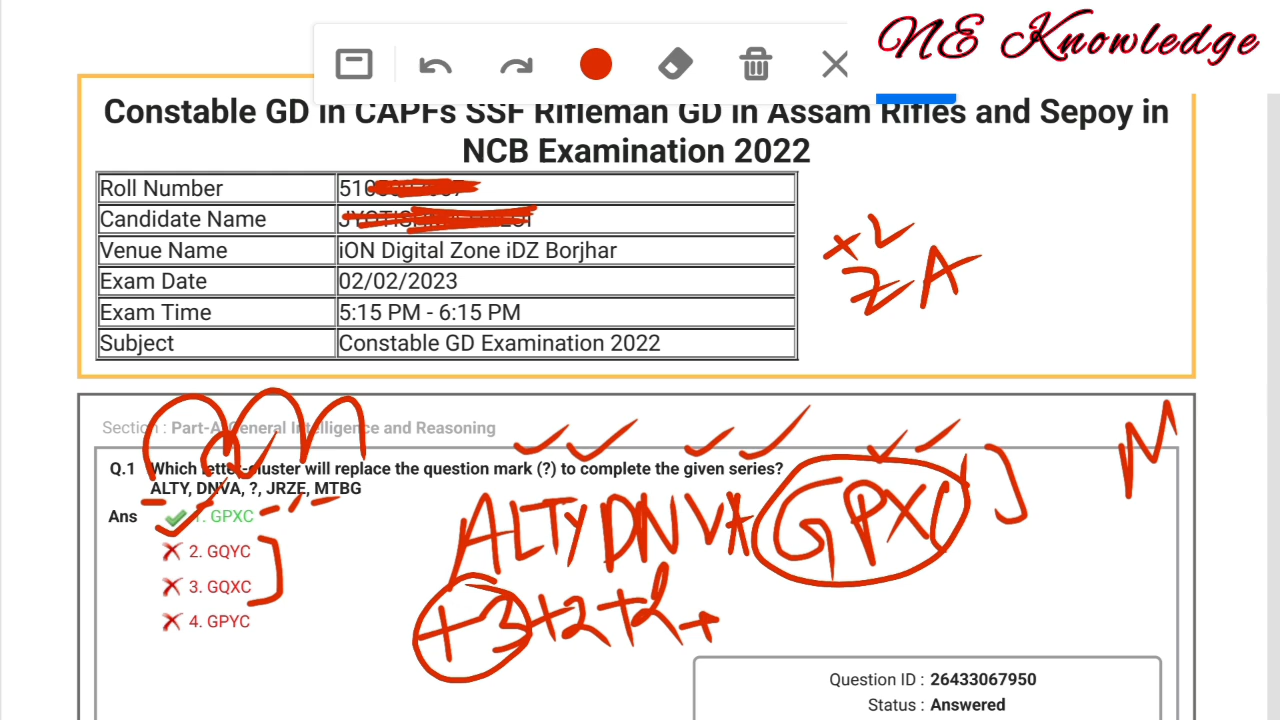 NE Knowledge
Constable GD in CAPFs SSF Rifleman GD in Assam Rifles and Sepoy in
NCB Examination 2022
Roll Number 51
Candidate Name
Venue Name iON Digital Zone iDZ Borjhar
Exam Date 02/02/2023
Exam Time 5:15 PM - 6:15 PM
Subject Constable GD Examination 2022
+2
Z A
Section : Part-A General Intelligence and Reasoning
Q.1 Which letter-cluster will replace the question mark (?) to complete the given series?
ALTY, DNVA, ?, JRZE, MTBG
Ans 1. GPXC
2. GQYC
3. GQXC
4. GPYC
ALTY DNVA GPXC
+3 +2 +2 +
M
Question ID : 26433067950
Status : Answered